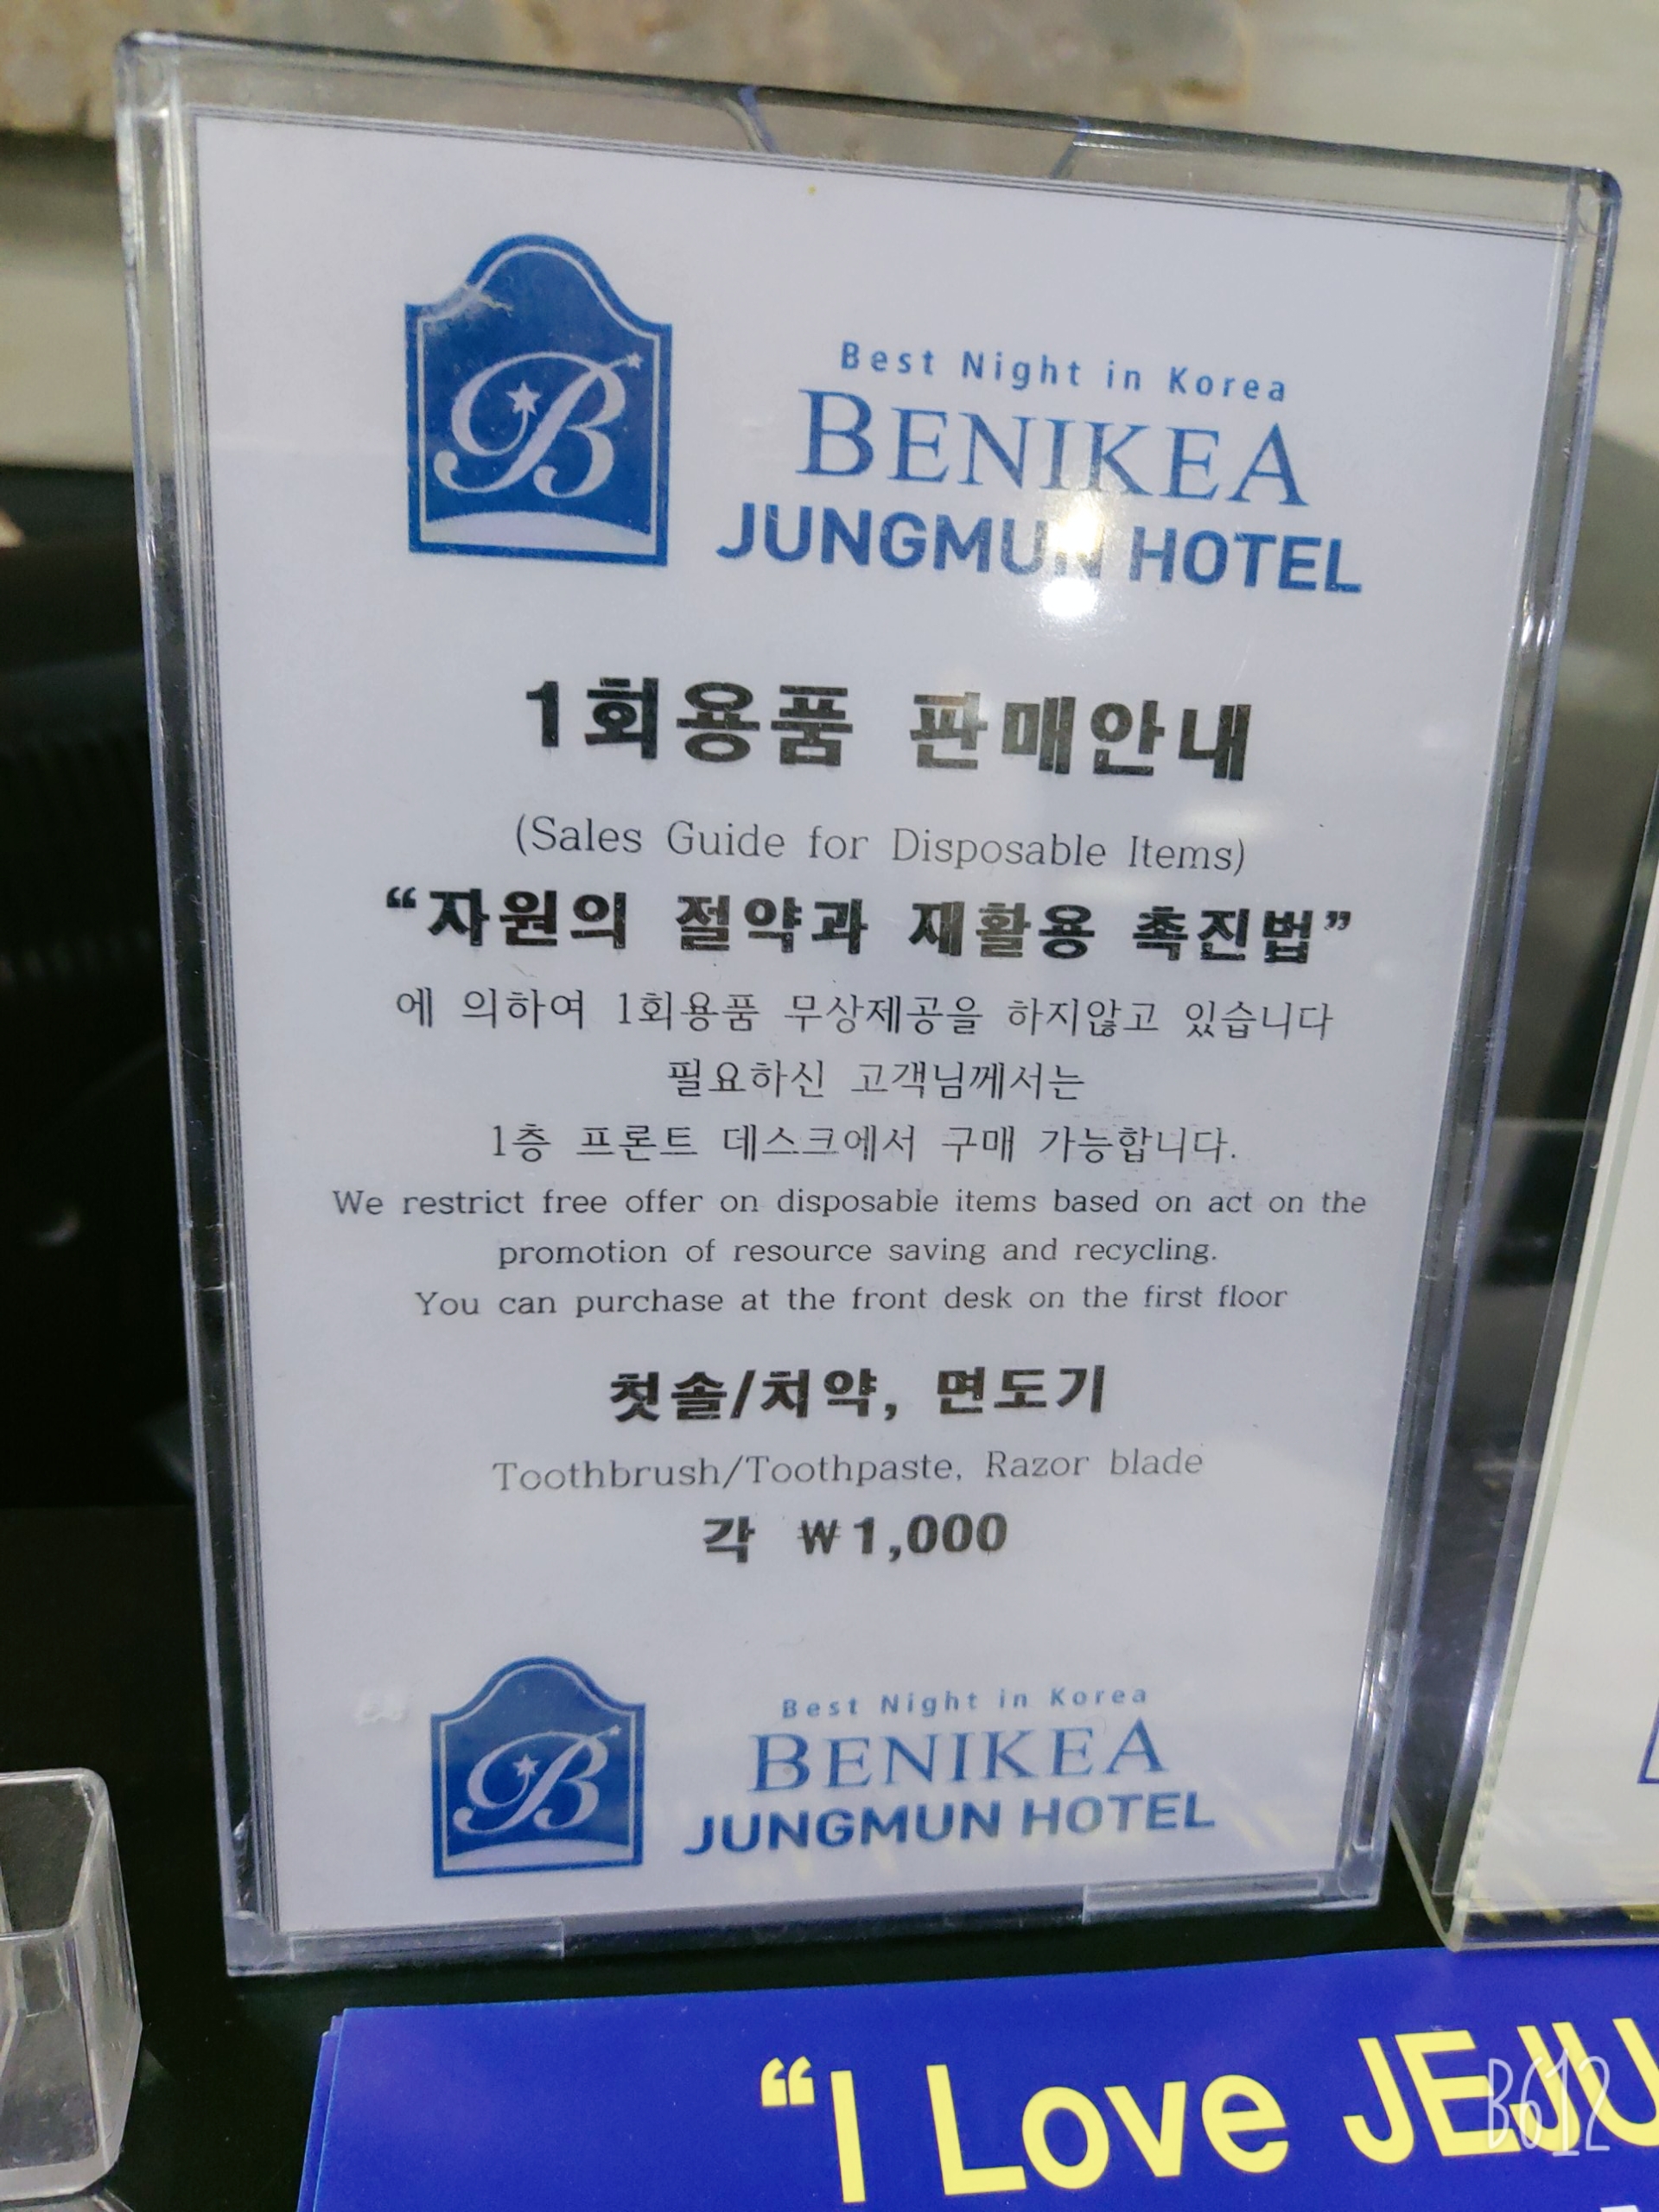 B
Best Night in Korea
BENIKEA
JUNGMUN HOTEL
1회용품 판매안내
(Sales Guide for Disposable Items)
“자원의 절약과 재활용 촉진법”
에 의하여 1회용품 무상제공을 하지않고 있습니다
필요하신 고객님께서는
1층 프론트 데스크에서 구매 가능합니다.
We restrict free offer on disposable items based on act on the
promotion of resource saving and recycling.
You can purchase at the front desk on the first floor
칫솔/치약, 면도기
Toothbrush/Toothpaste, Razor blade
각 ₩1,000
B
Best Night in Korea
BENIKEA
JUNGMUN HOTEL
“I Love JEJU
B612